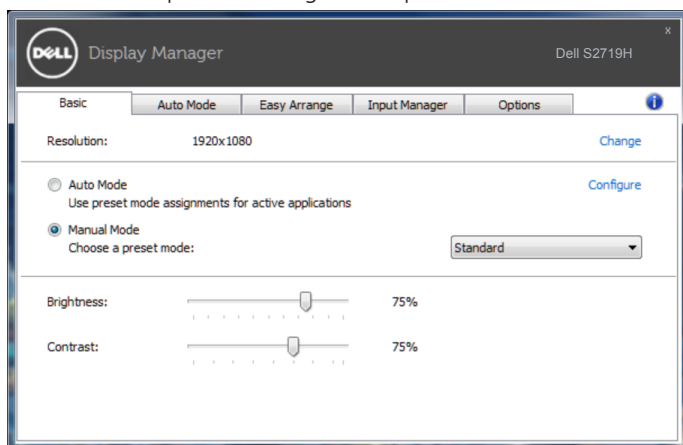 DELL
Display Manager
Dell S2719H
x
Basic
Auto Mode
Easy Arrange
Input Manager
Options
i
Resolution:
1920x1080
Change
Auto Mode
Configure
Use preset mode assignments for active applications
Manual Mode
Choose a preset mode:
Standard
Brightness:
75%
Contrast:
75%